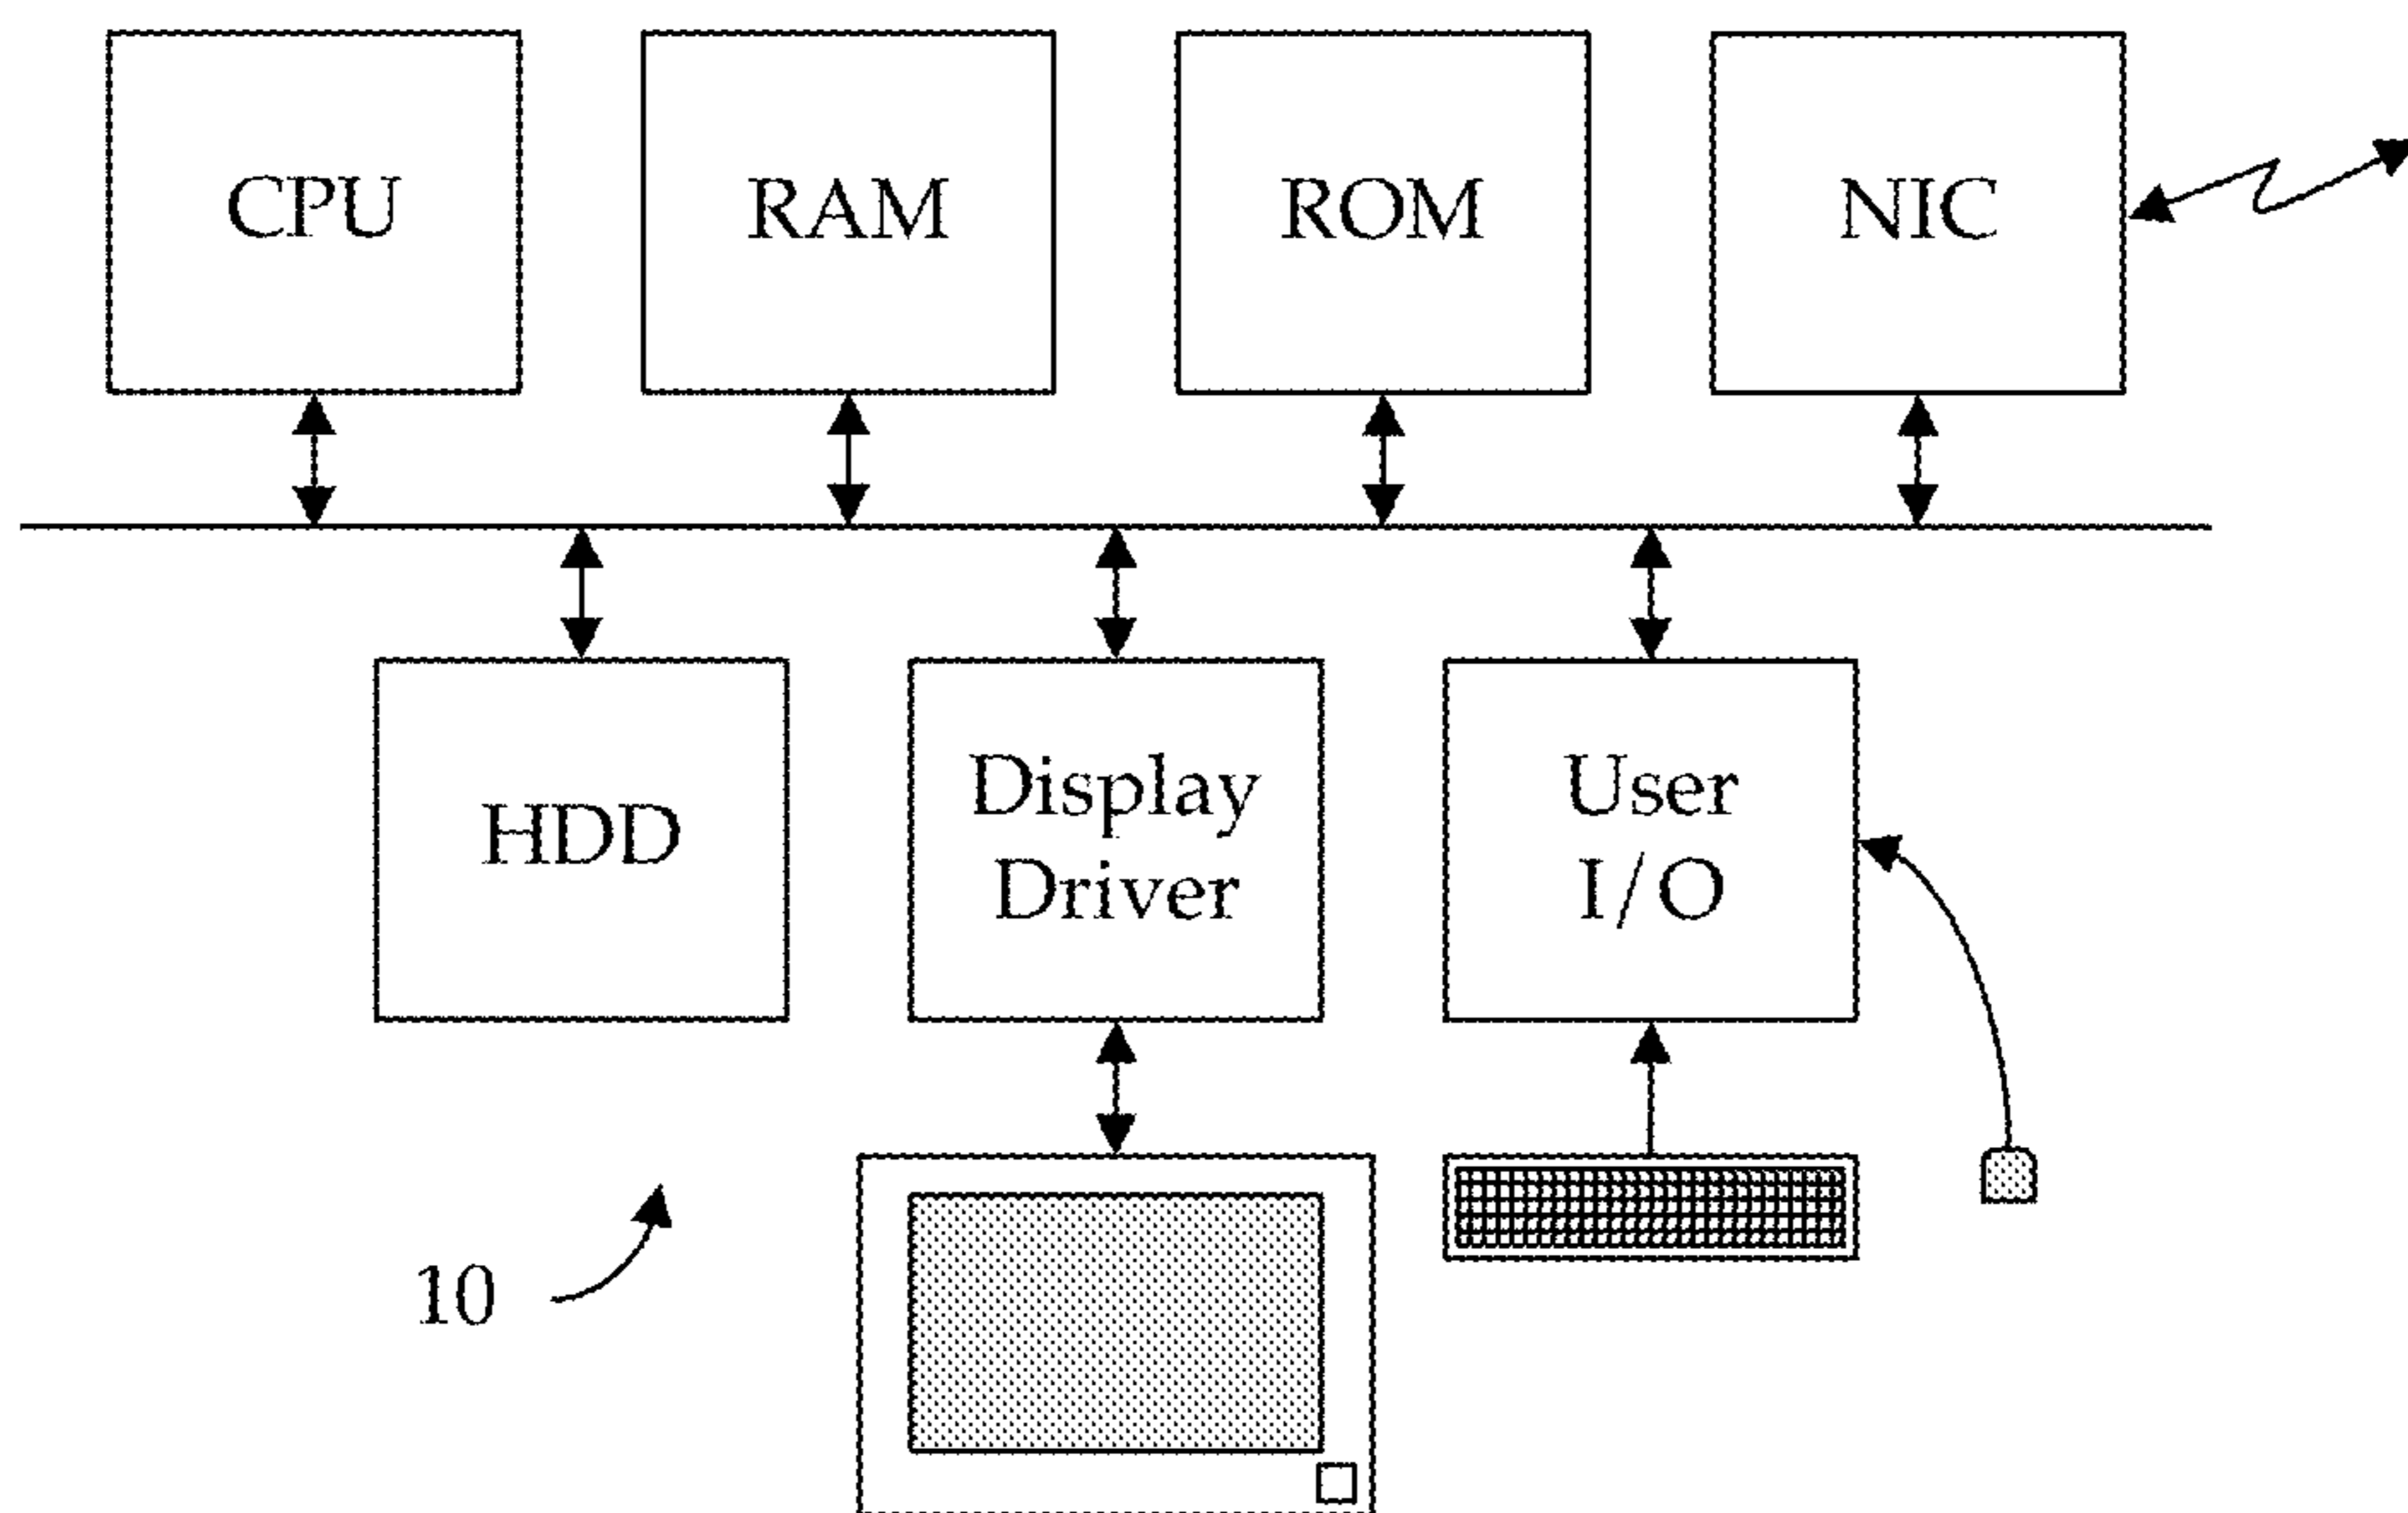 CPU
RAM
ROM
NIC
HDD
Display
Driver
User
I/O
10